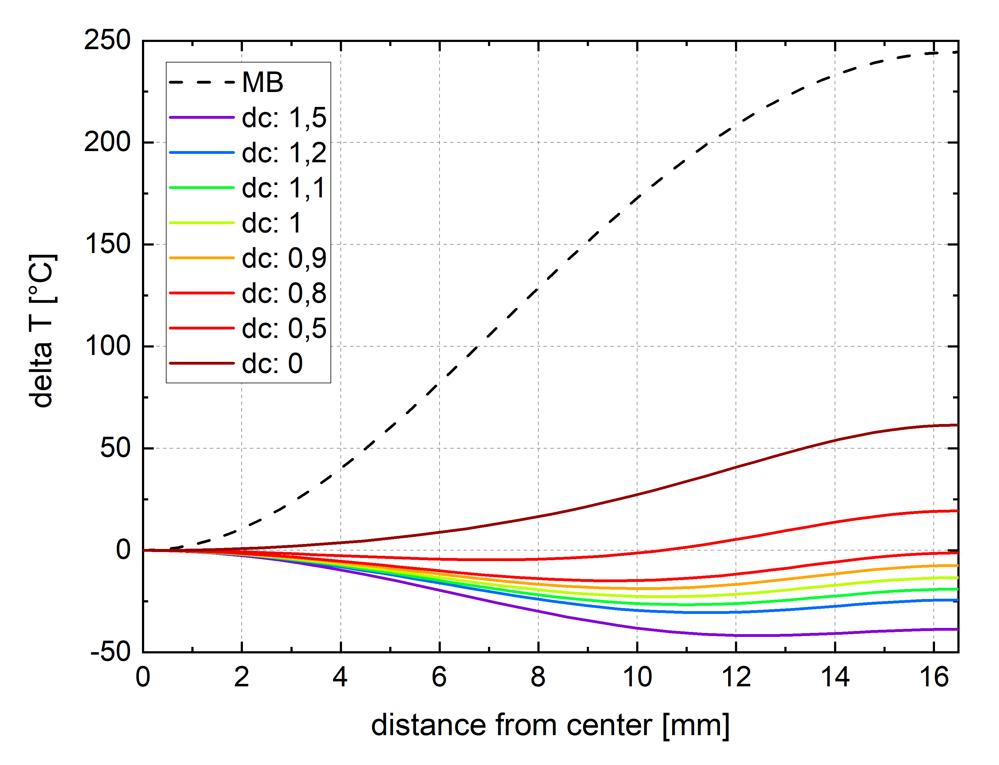 250
200
150
100
50
0
-50
delta T [°C]
MB
dc: 1,5
dc: 1,2
dc: 1,1
dc: 1
dc: 0,9
dc: 0,8
dc: 0,5
dc: 0
0 2 4 6 8 10 12 14 16
distance from center [mm]